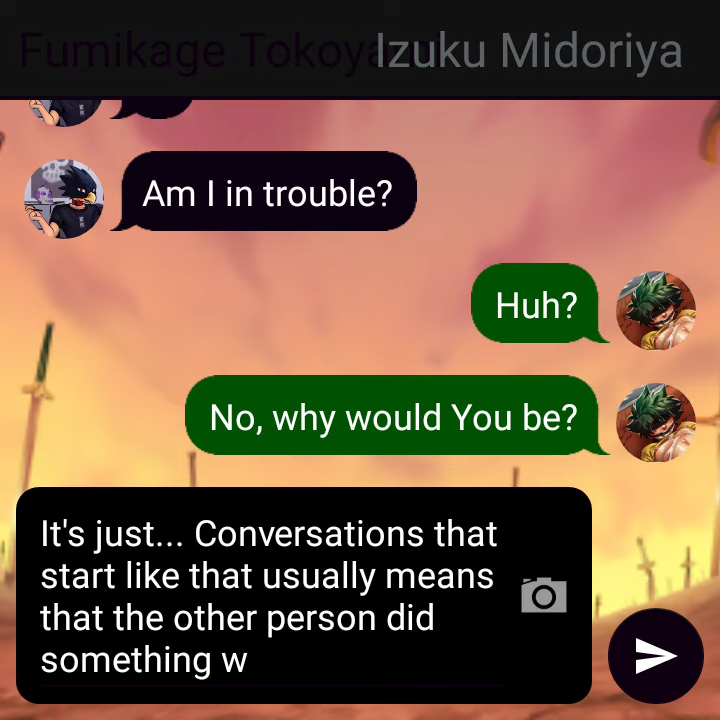 Fumikage Tokoya Izuku Midoriya
Am I in trouble?
Huh?
No, why would You be?
It's just... Conversations that
start like that usually means
that the other person did
something w